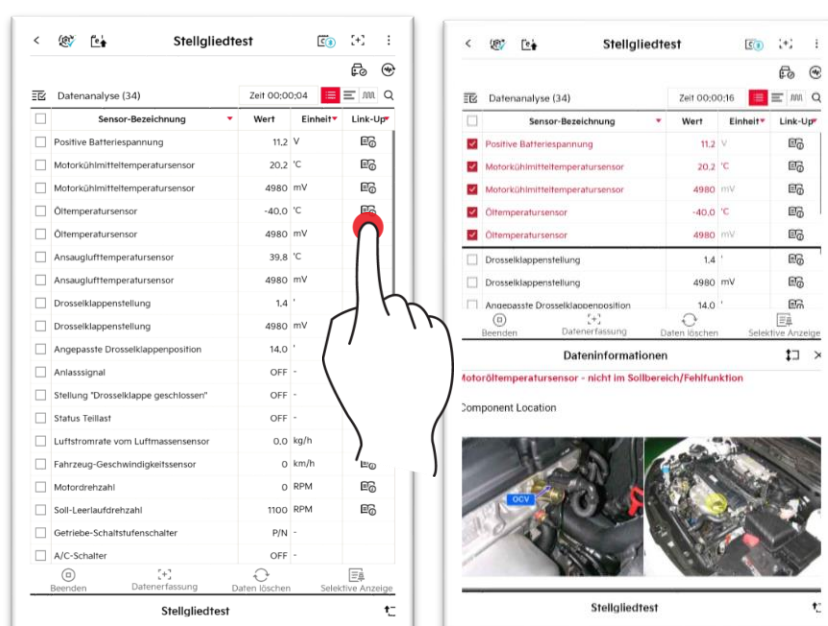 Stellgliedtest
Datenanalyse (34) Zeit 00:00:04
Sensor-Bezeichnung Wert Einheit Link-Up
Positive Batteriespannung 11,2 V
Motorkühlmitteltemperatursensor 20,2 °C
Motorkühlmitteltemperatursensor 4980 mV
Öltemperatursensor -40,0 °C
Öltemperatursensor 4980 mV
Ansauglufttemperatursensor 39,8 °C
Ansauglufttemperatursensor 4980 mV
Drosselklappenstellung 1,4 '
Drosselklappenstellung 4980 mV
Angepasste Drosselklappenposition 14,0 '
Anlasssignal OFF -
Stellung "Drosselklappe geschlossen" OFF -
Status Teillast OFF -
Luftstromrate vom Luftmassensensor 0,0 kg/h
Fahrzeug-Geschwindigkeitssensor 0 km/h
Motordrehzahl 0 RPM
Soll-Leerlaufdrehzahl 1100 RPM
Getriebe-Schaltstufenschalter P/N -
A/C-Schalter OFF -
Beenden Datenerfassung Daten löschen Selektive Anzeige
Stellgliedtest
Stellgliedtest
Datenanalyse (34) Zeit 00:00:16
Sensor-Bezeichnung Wert Einheit Link-Up
Positive Batteriespannung 11,2 V
Motorkühlmitteltemperatursensor 20,2 °C
Motorkühlmitteltemperatursensor 4980 mV
Öltemperatursensor -40,0 °C
Öltemperatursensor 4980 mV
Drosselklappenstellung 1,4 '
Drosselklappenstellung 4980 mV
Angepasste Drosselklappenposition 14,0 '
Beenden Datenerfassung Daten löschen Selektive Anzeige
Dateninformationen
Motoröltemperatursensor - nicht im Sollbereich/Fehlfunktion
Component Location
OCV
Stellgliedtest